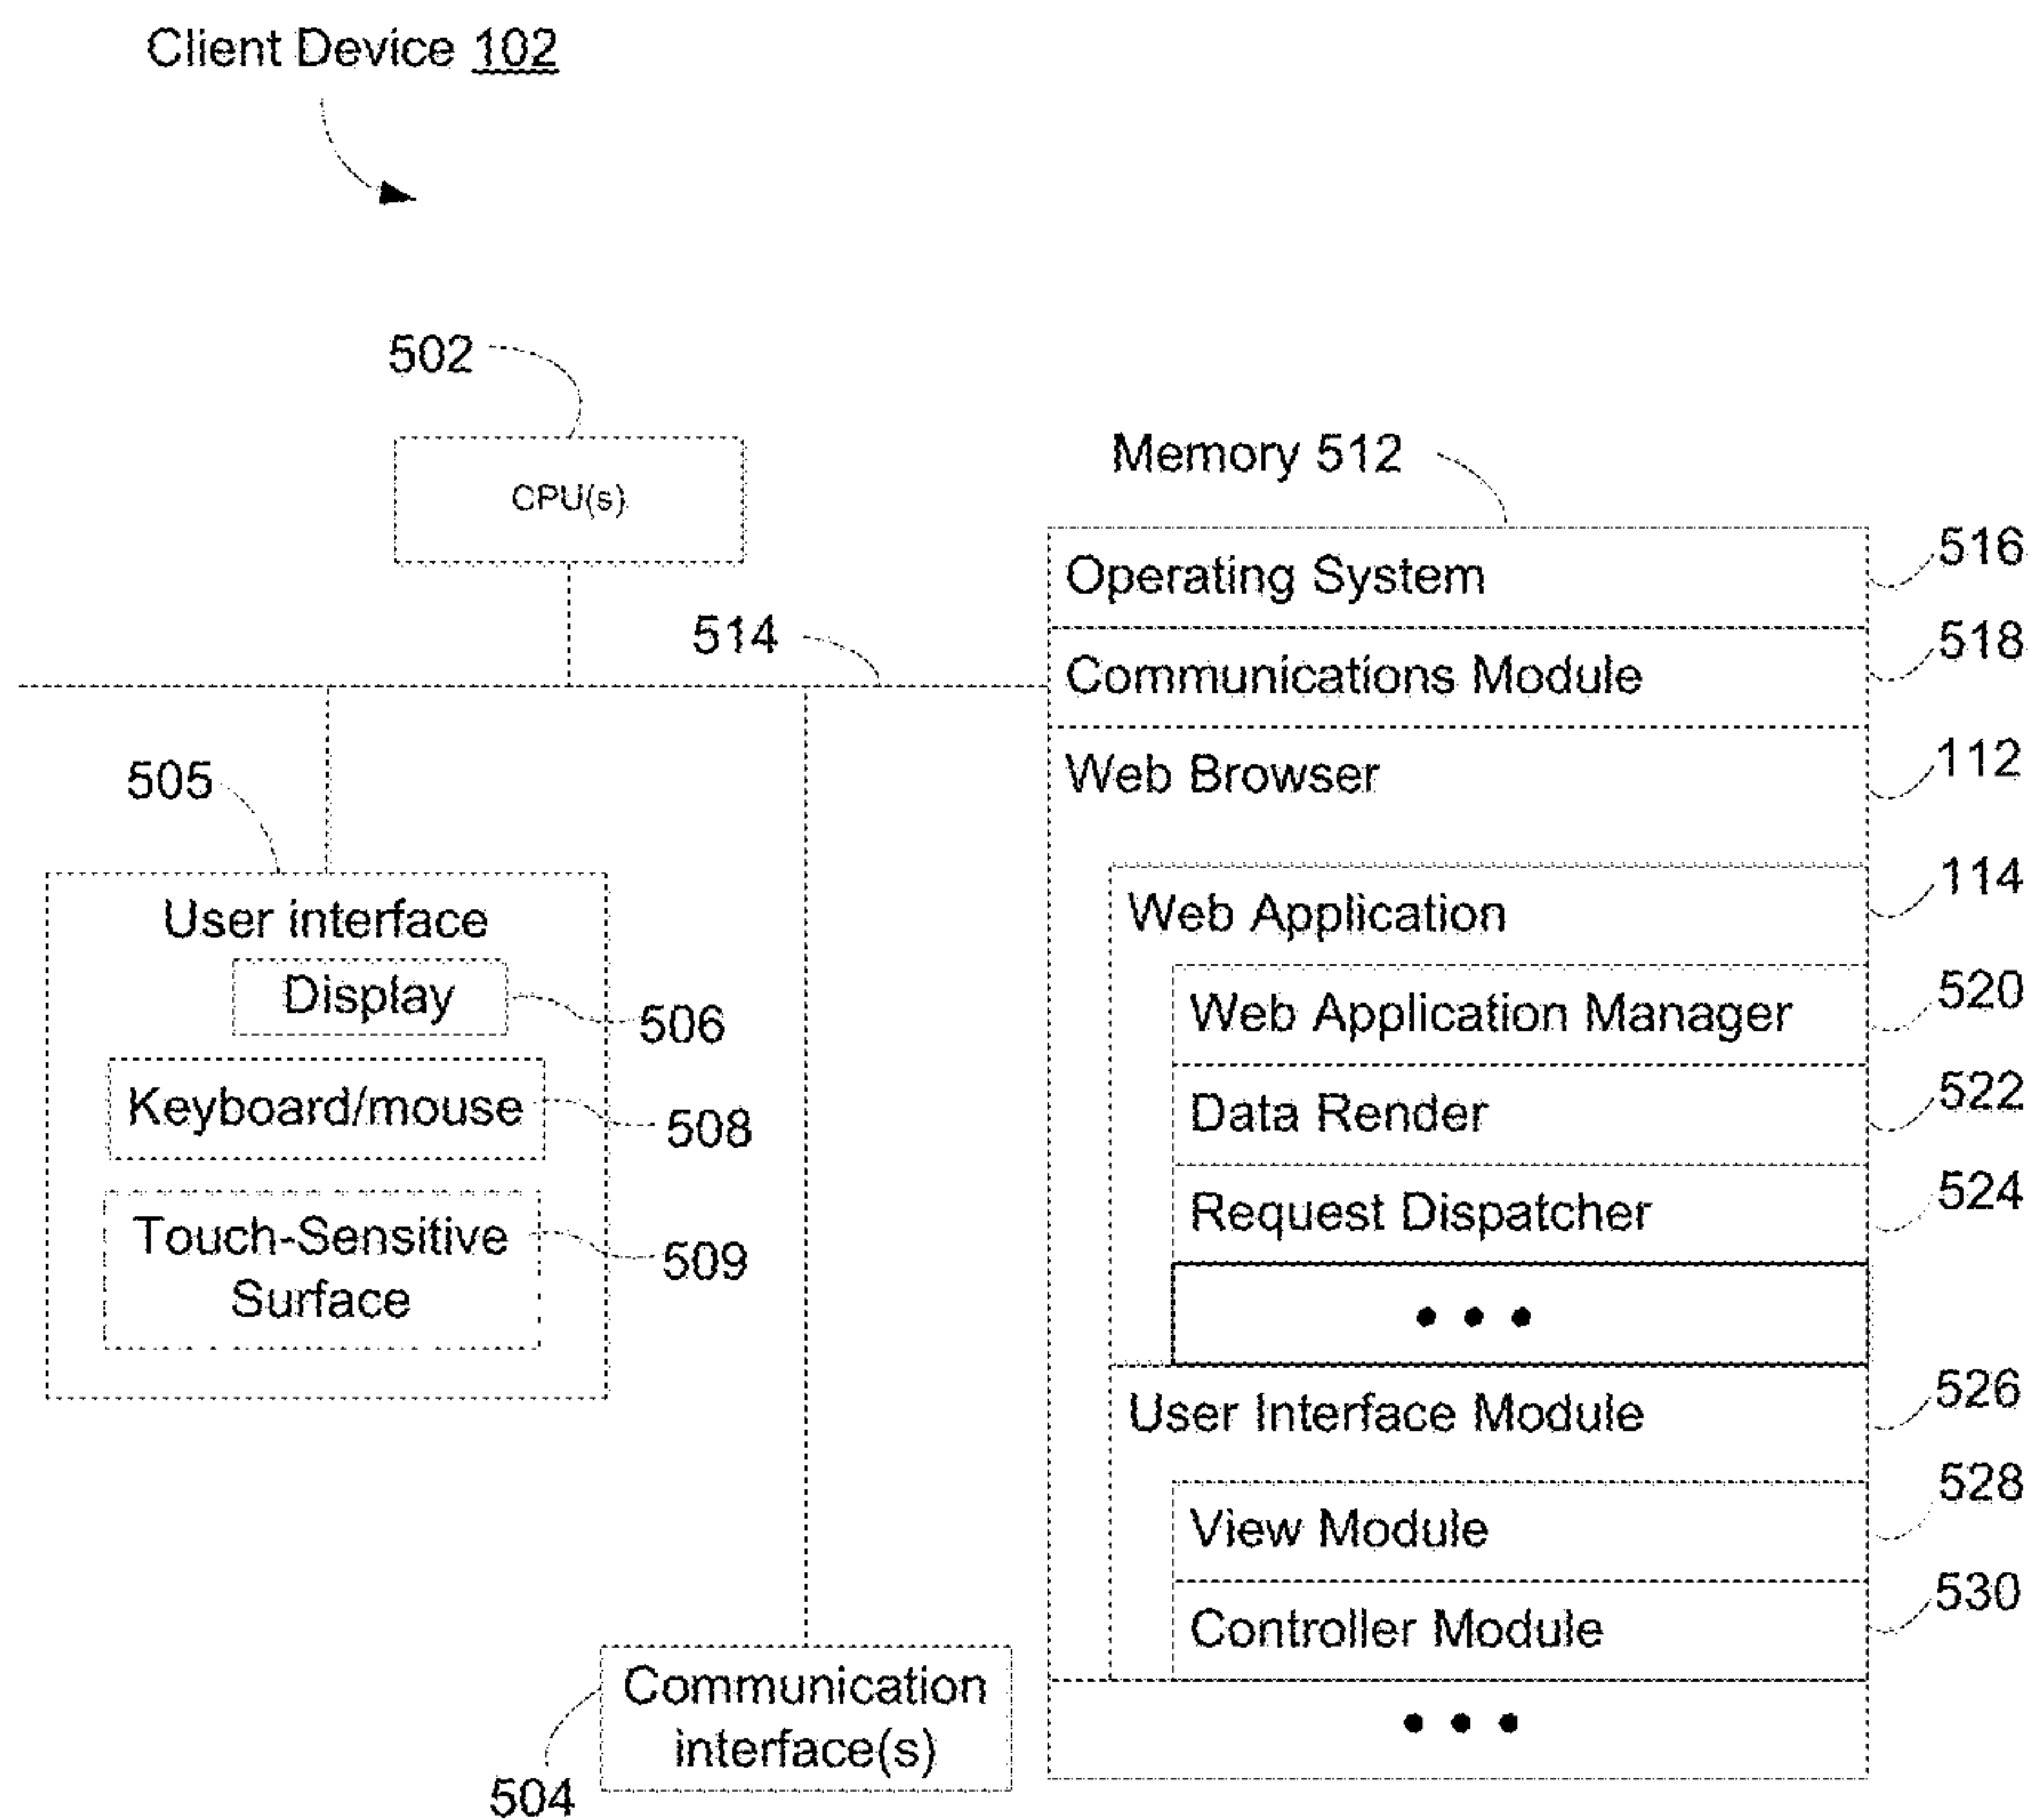 Client Device 102
502
CPU(s)
Memory 512
Operating System
516
514
Communications Module
518
Web Browser
112
505
User interface
Display
506
Keyboard/mouse
508
Touch-Sensitive
Surface
509
Web Application
114
Web Application Manager
520
Data Render
522
Request Dispatcher
524
• • •
User Interface Module
526
View Module
528
Controller Module
530
Communication
interface(s)
504
• • •